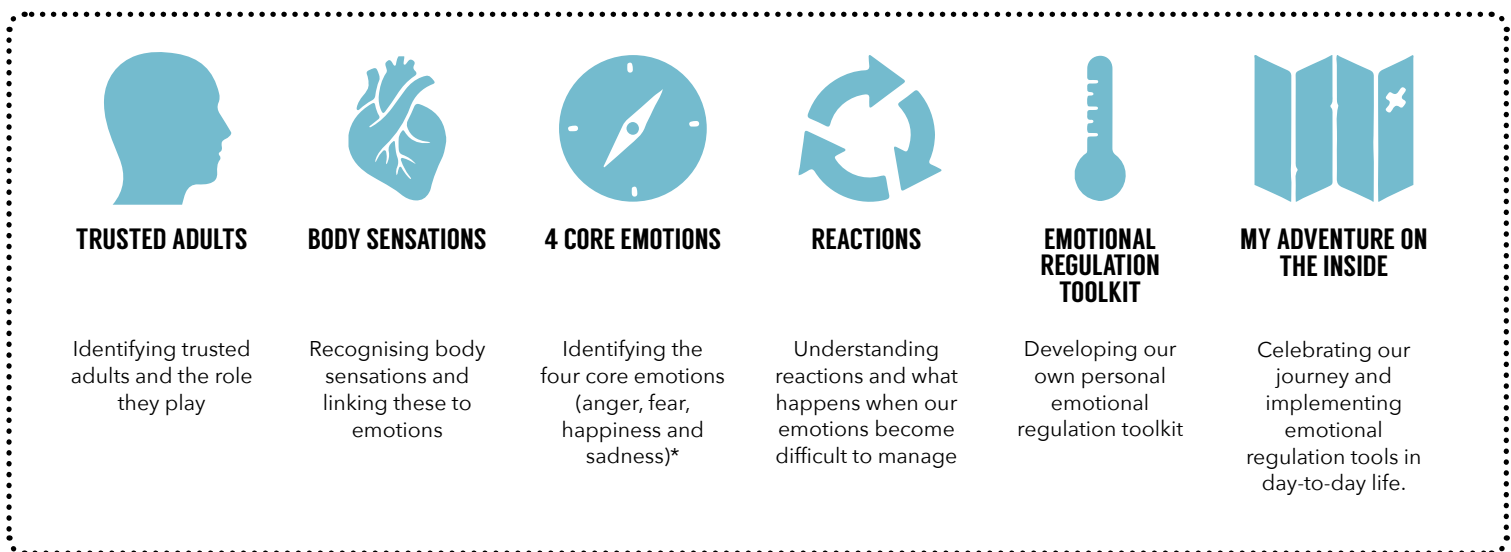 TRUSTED ADULTS
Identifying trusted
adults and the role
they play
BODY SENSATIONS
Recognising body
sensations and
linking these to
emotions
4 CORE EMOTIONS
Identifying the
four core emotions
(anger, fear,
happiness and
sadness)*
REACTIONS
Understanding
reactions and what
happens when our
emotions become
difficult to manage
EMOTIONAL
REGULATION
TOOLKIT
Developing our
own personal
emotional
regulation toolkit
MY ADVENTURE ON
THE INSIDE
Celebrating our
journey and
implementing
emotional
regulation tools in
day-to-day life.